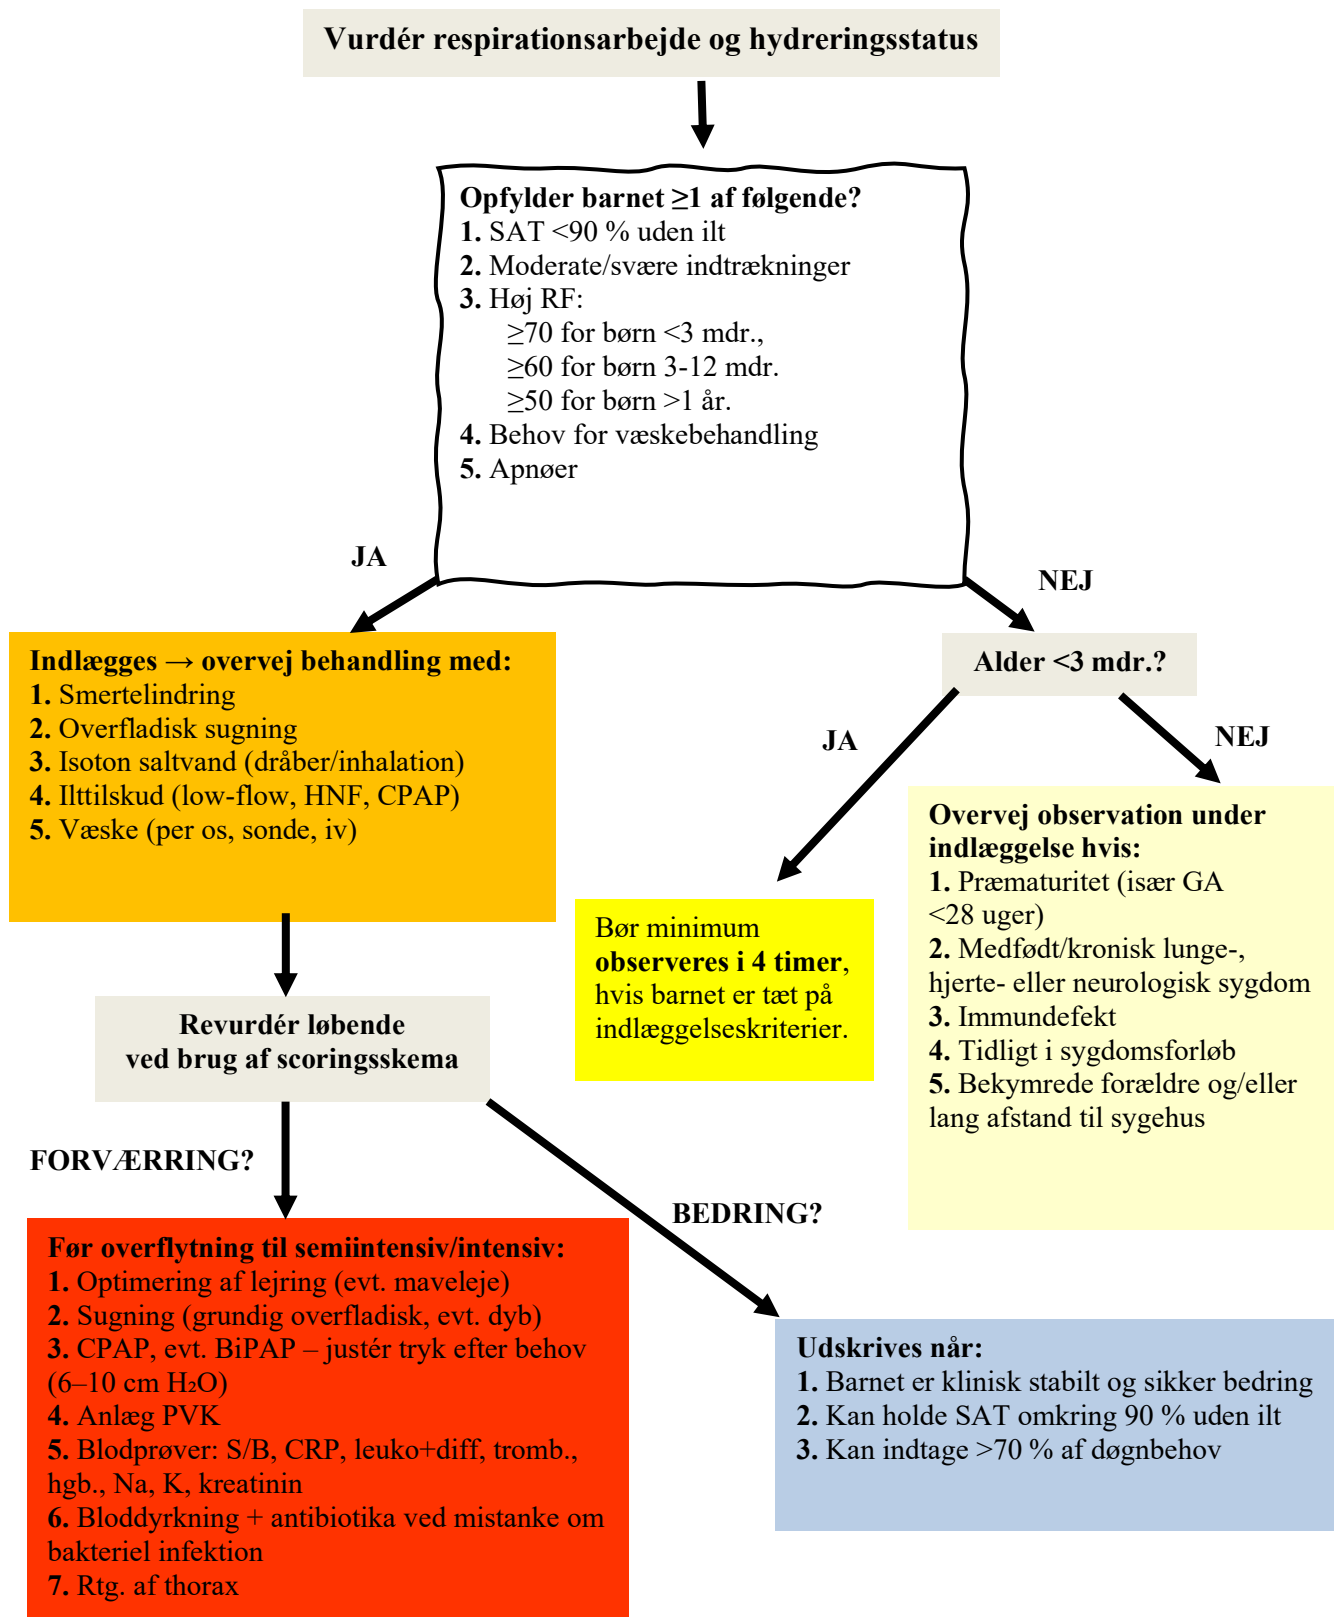 Vurdér respirationsarbejde og hydreringsstatus
Opfylder barnet ≥1 af følgende?
1. SAT <90 % uden ilt
2. Moderate/svære indtrækninger
3. Høj RF:
≥70 for børn <3 mdr.,
≥60 for børn 3-12 mdr.
≥50 for børn >1 år.
4. Behov for væskebehandling
5. Apnøer
JA
NEJ
Indlægges → overvej behandling med:
1. Smertelindring
2. Overfladisk sugning
3. Isoton saltvand (dråber/inhalation)
4. Ilttilskud (low-flow, HNF, CPAP)
5. Væske (per os, sonde, iv)
Alder <3 mdr.?
JA
NEJ
Bør minimum
observeres i 4 timer,
hvis barnet er tæt på
indlæggelseskriterier.
Overvej observation under
indlæggelse hvis:
1. Præmaturitet (især GA
<28 uger)
2. Medfødt/kronisk lunge-,
hjerte- eller neurologisk sygdom
3. Immundefekt
4. Tidligt i sygdomsforløb
5. Bekymrede forældre og/eller
lang afstand til sygehus
Revurdér løbende
ved brug af scoringsskema
FORVÆRRING?
BEDRING?
Før overflytning til semiintensiv/intensiv:
1. Optimering af lejring (evt. maveleje)
2. Sugning (grundig overfladisk, evt. dyb)
3. CPAP, evt. BiPAP – justér tryk efter behov
(6–10 cm H₂O)
4. Anlæg PVK
5. Blodprøver: S/B, CRP, leuko+diff, tromb.,
hgb., Na, K, kreatinin
6. Bloddyrkning + antibiotika ved mistanke om
bakteriel infektion
7. Rtg. af thorax
Udskrives når:
1. Barnet er klinisk stabilt og sikker bedring
2. Kan holde SAT omkring 90 % uden ilt
3. Kan indtage >70 % af døgnbehov